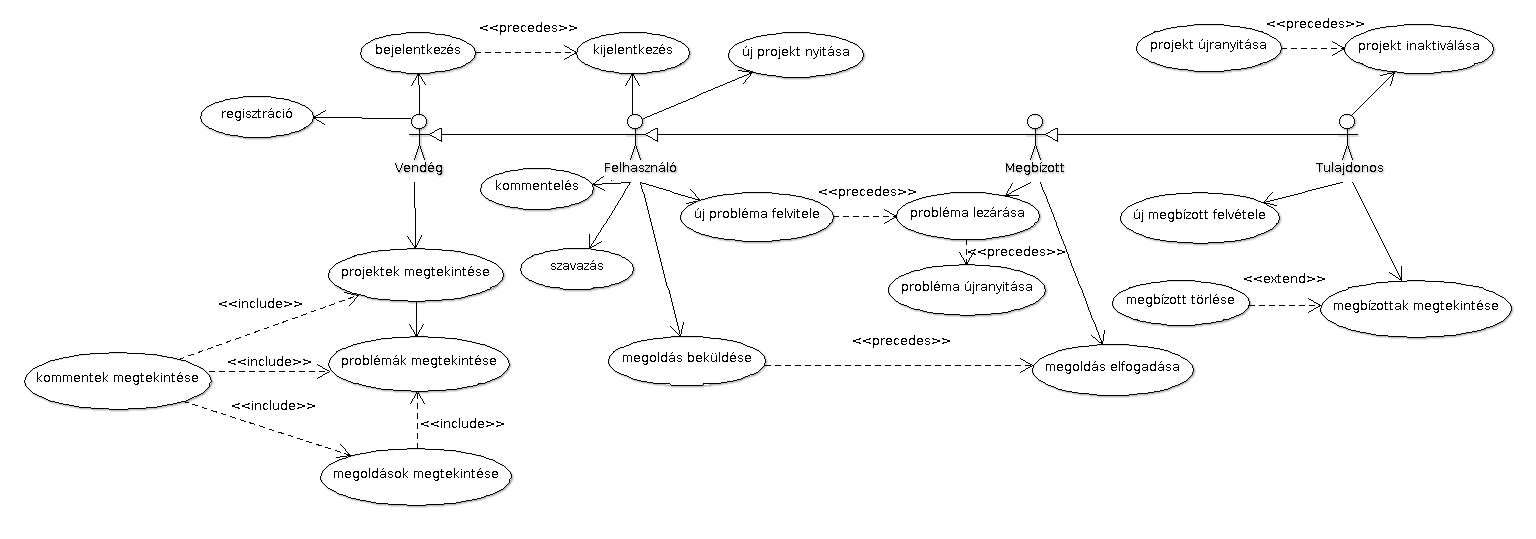 <<precedes>>
<<precedes>>
bejelentkezés
kijelentkezés
új projekt nyitása
projekt újranyitása
projekt inaktiválása
regisztráció
Vendég
Felhasználó
Megbízott
Tulajdonos
kommentelés
<<precedes>>
új probléma felvitele
probléma lezárása
új megbízott felvétele
<<precedes>>
projektek megtekintése
szavazás
probléma újranyitása
<<extend>>
megbízott törlése
megbízottak megtekintése
<<include>>
<<precedes>>
<<include>>
problémák megtekintése
megoldás beküldése
megoldás elfogadása
kommentek megtekintése
<<include>>
<<include>>
megoldások megtekintése